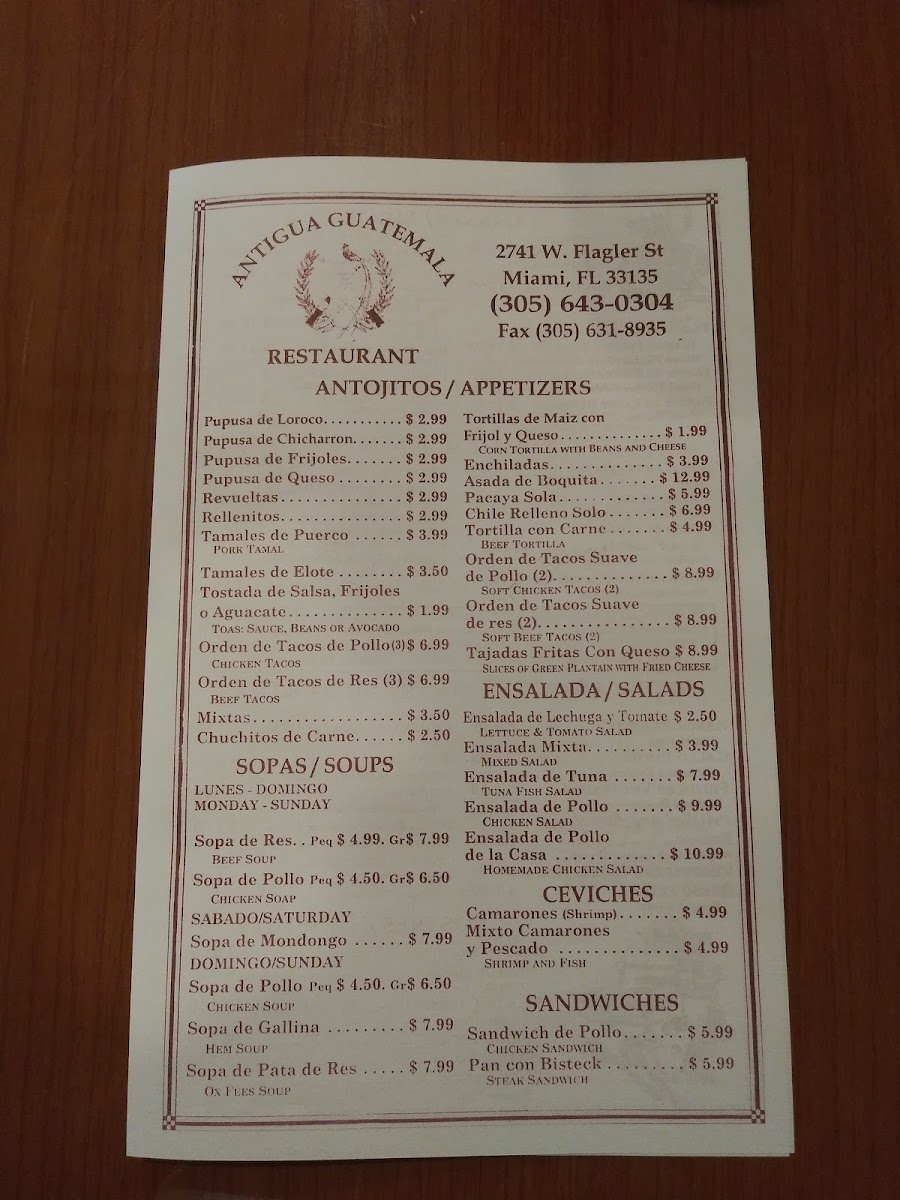 ANTIGUA GUATEMALA
RESTAURANT
2741 W. Flagler St
Miami, FL 33135
(305) 643-0304
Fax (305) 631-8935
ANTOJITOS / APPETIZERS
Pupusa de Loroco........... $ 2.99
Pupusa de Chicharron....... $ 2.99
Pupusa de Frijoles....... $ 2.99
Pupusa de Queso ........ $ 2.99
Revueltas............... $ 2.99
Rellenitos............... $ 2.99
Tamales de Puerco ...... $ 3.99
PORK TAMAL
Tamales de Elote ........ $ 3.50
Tostada de Salsa, Frijoles
o Aguacate.............. $ 1.99
TOAS: SAUCE, BEANS OR AVOCADO
Orden de Tacos de Pollo(3)$ 6.99
CHICKEN TACOS
Orden de Tacos de Res (3) $ 6.99
BEEF TACOS
Mixtas.................. $ 3.50
Chuchitos de Carne...... $ 2.50
SOPAS / SOUPS
LUNES - DOMINGO
MONDAY - SUNDAY
Sopa de Res. . Peq $ 4.99. Gr$ 7.99
BEEF SOUP
Sopa de Pollo Peq $ 4.50. Gr$ 6.50
CHICKEN SOAP
SABADO/SATURDAY
Sopa de Mondongo ...... $ 7.99
DOMINGO/SUNDAY
Sopa de Pollo Peq $ 4.50. Gr$ 6.50
CHICKEN SOUP
Sopa de Gallina ......... $ 7.99
HEM SOUP
Sopa de Pata de Res ..... $ 7.99
OX FEES SOUP
Tortillas de Maiz con
Frijol y Queso............. $ 1.99
CORN TORTILLA WITH BEANS AND CHEESE
Enchiladas.............. $ 3.99
Asada de Boquita....... $ 12.99
Pacaya Sola............ $ 5.99
Chile Relleno Solo ....... $ 6.99
Tortilla con Carne ....... $ 4.99
BEEF TORTILLA
Orden de Tacos Suave
de Pollo (2).............. $ 8.99
SOFT CHICKEN TACOS (2)
Orden de Tacos Suave
de res (2)............... $ 8.99
SOFT BEEF TACOS (2)
Tajadas Fritas Con Queso $ 8.99
SLICES OF GREEN PLANTAIN WITH FRIED CHEESE
ENSALADA / SALADS
Ensalada de Lechuga y Tomate $ 2.50
LETTUCE & TOMATO SALAD
Ensalada Mixta.......... $ 3.99
MIXED SALAD
Ensalada de Tuna ....... $ 7.99
TUNA FISH SALAD
Ensalada de Pollo ....... $ 9.99
CHICKEN SALAD
Ensalada de Pollo
de la Casa ............. $ 10.99
HOMEMADE CHICKEN SALAD
CEVICHES
Camarones (Shrimp)....... $ 4.99
Mixto Camarones
y Pescado ............. $ 4.99
SHRIMP AND FISH
SANDWICHES
Sandwich de Pollo....... $ 5.99
CHICKEN SANDWICH
Pan con Bisteck ......... $ 5.99
STEAK SANDWICH